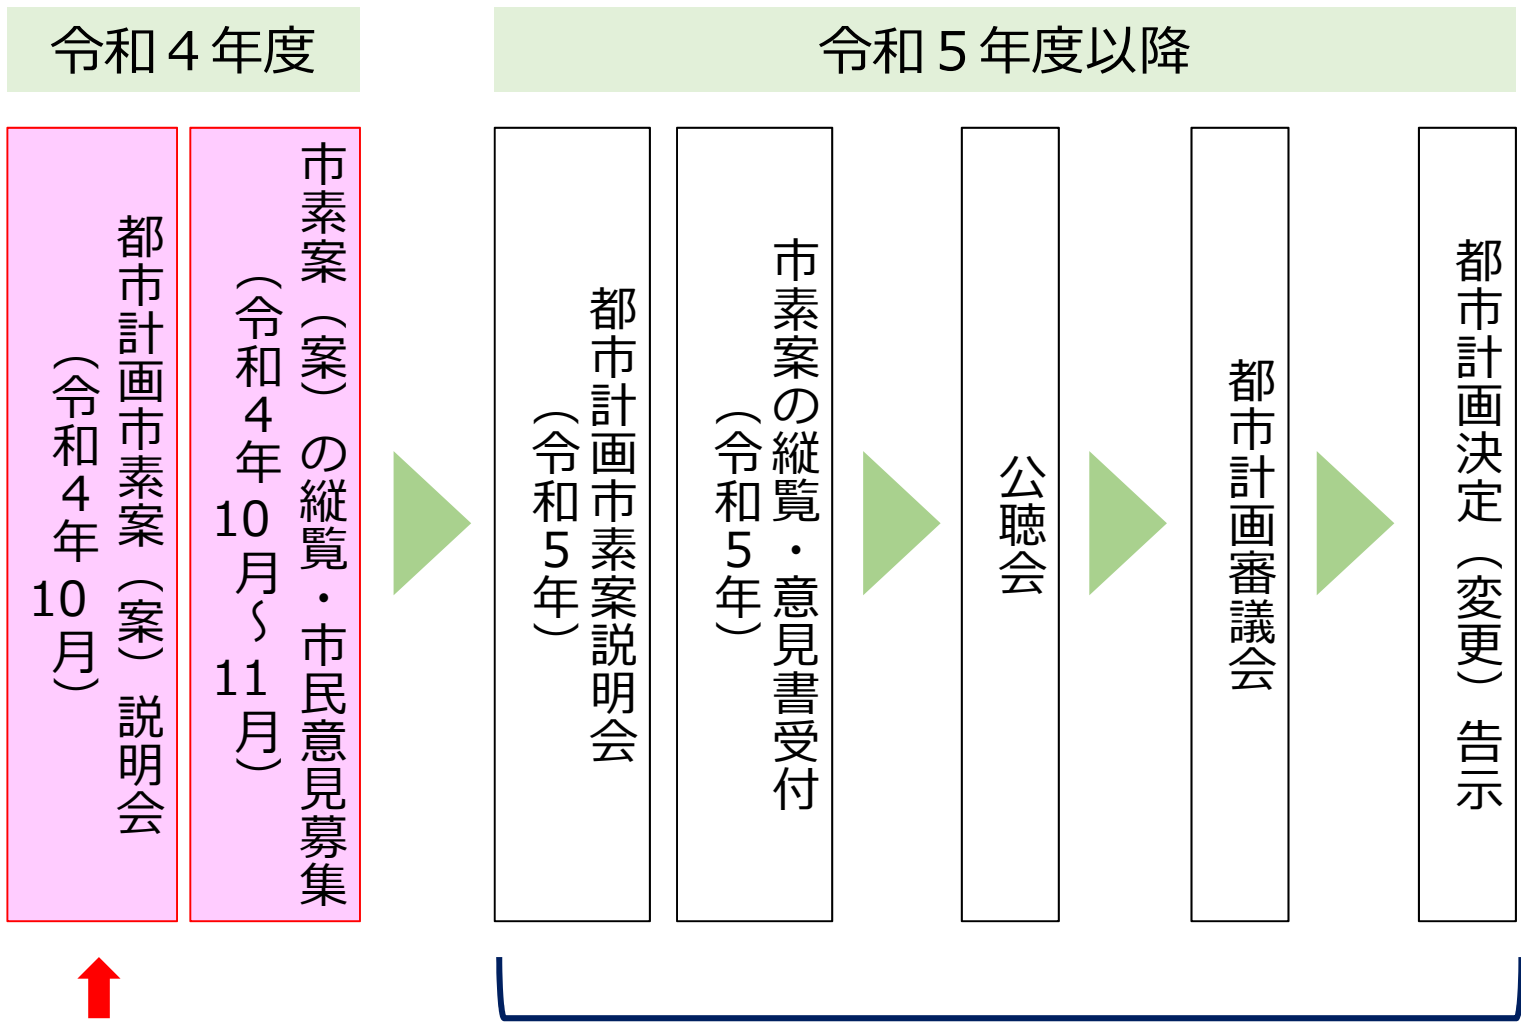 令和４年度
令和５年度以降
都市計画市素案（案）説明会
（令和４年10月）
市素案（案）の縦覧・市民意見募集
（令和４年10月～11月）
都市計画市素案説明会
（令和５年）
市素案の縦覧・意見書受付
（令和５年）
公聴会
都市計画審議会
都市計画決定（変更）告示